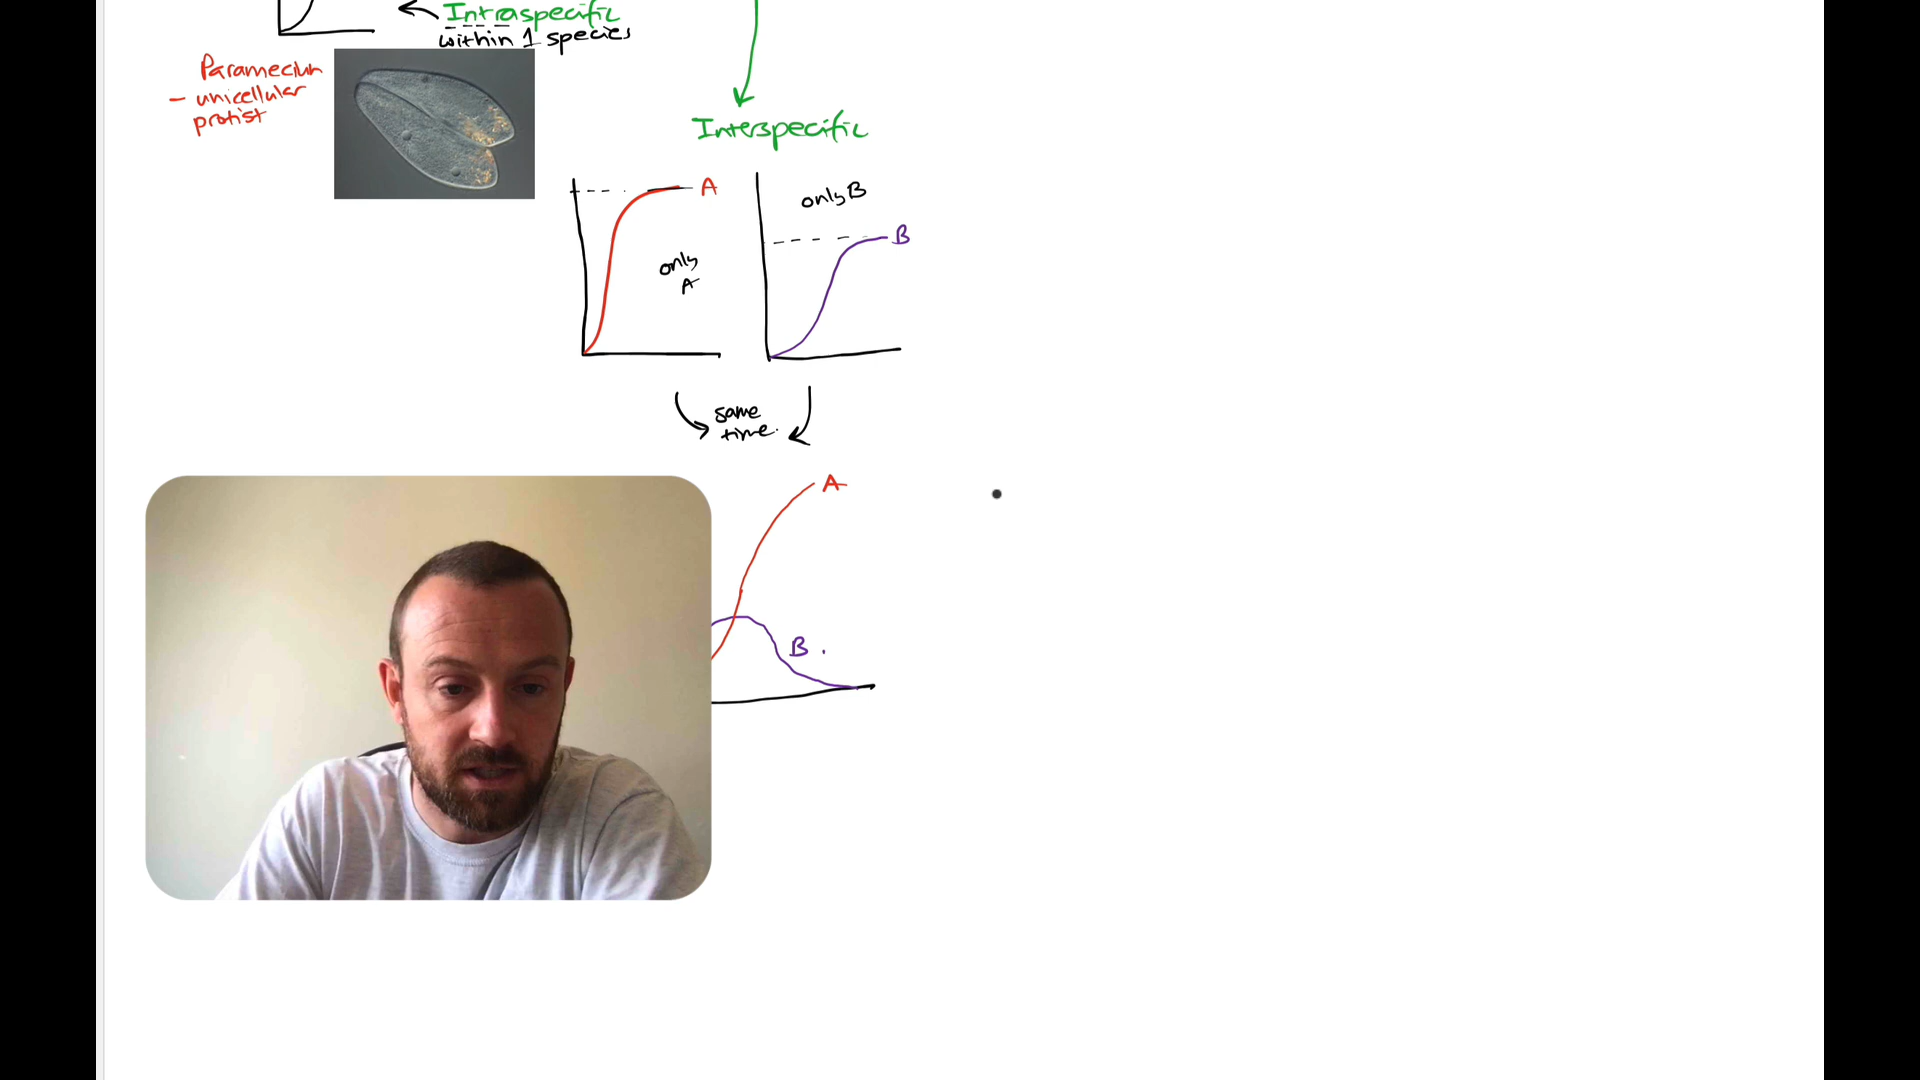 Intraspecific
within 1 species
Paramecium
- unicellular
protist
Interspecific
A
only B
B
only
A
same
time.
A
B.